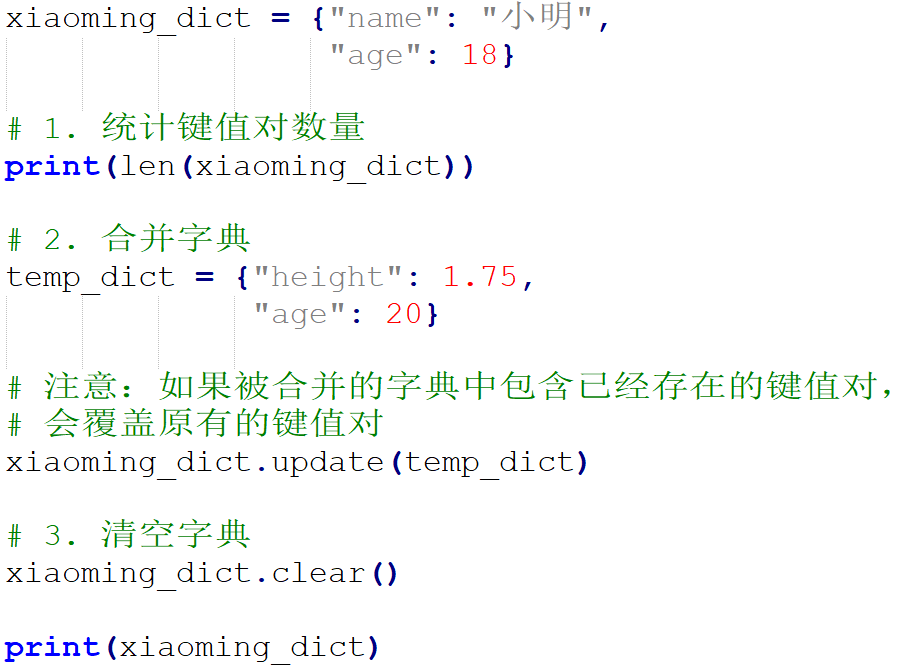 xiaoming_dict = {"name": "小明",
"age": 18}
# 1. 统计键值对数量
print(len(xiaoming_dict))
# 2. 合并字典
temp_dict = {"height": 1.75,
"age": 20}
# 注意：如果被合并的字典中包含已经存在的键值对，
# 会覆盖原有的键值对
xiaoming_dict.update(temp_dict)
# 3. 清空字典
xiaoming_dict.clear()
print(xiaoming_dict)